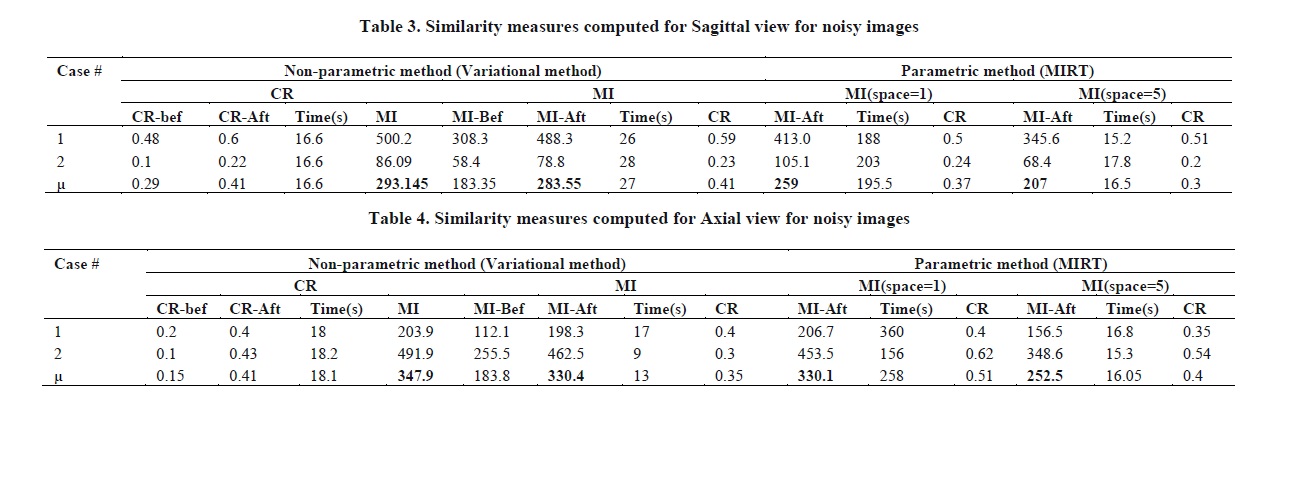 Table 3. Similarity measures computed for Sagittal view for noisy images
Case # Non-parametric method (Variational method) Parametric method (MIRT)
CR MI MI(space=1) MI(space=5)
CR-bef CR-Aft Time(s) MI MI-Bef MI-Aft Time(s) CR MI-Aft Time(s) CR MI-Aft Time(s) CR
1 0.48 0.6 16.6 500.2 308.3 488.3 26 0.59 413.0 188 0.5 345.6 15.2 0.51
2 0.1 0.22 16.6 86.09 58.4 78.8 28 0.23 105.1 203 0.24 68.4 17.8 0.2
μ 0.29 0.41 16.6 293.145 183.35 283.55 27 0.41 259 195.5 0.37 207 16.5 0.3
Table 4. Similarity measures computed for Axial view for noisy images
Case # Non-parametric method (Variational method) Parametric method (MIRT)
CR MI MI(space=1) MI(space=5)
CR-bef CR-Aft Time(s) MI MI-Bef MI-Aft Time(s) CR MI-Aft Time(s) CR MI-Aft Time(s) CR
1 0.2 0.4 18 203.9 112.1 198.3 17 0.4 206.7 360 0.4 156.5 16.8 0.35
2 0.1 0.43 18.2 491.9 255.5 462.5 9 0.3 453.5 156 0.62 348.6 15.3 0.54
μ 0.15 0.41 18.1 347.9 183.8 330.4 13 0.35 330.1 258 0.51 252.5 16.05 0.4